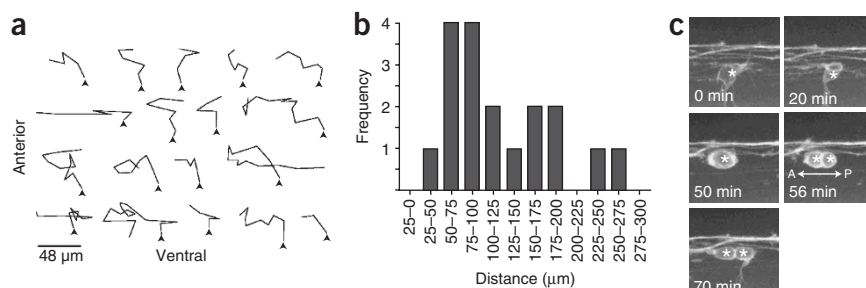 a
Anterior
48 µm
Ventral
b
Frequency
4
3
2
1
25–0
25–50
50–75
75–100
100–125
125–150
150–175
175–200
200–225
225–250
250–275
275–300
Distance (µm)
c
*
0 min
*
20 min
*
50 min
* *
A P
56 min
* *
70 min